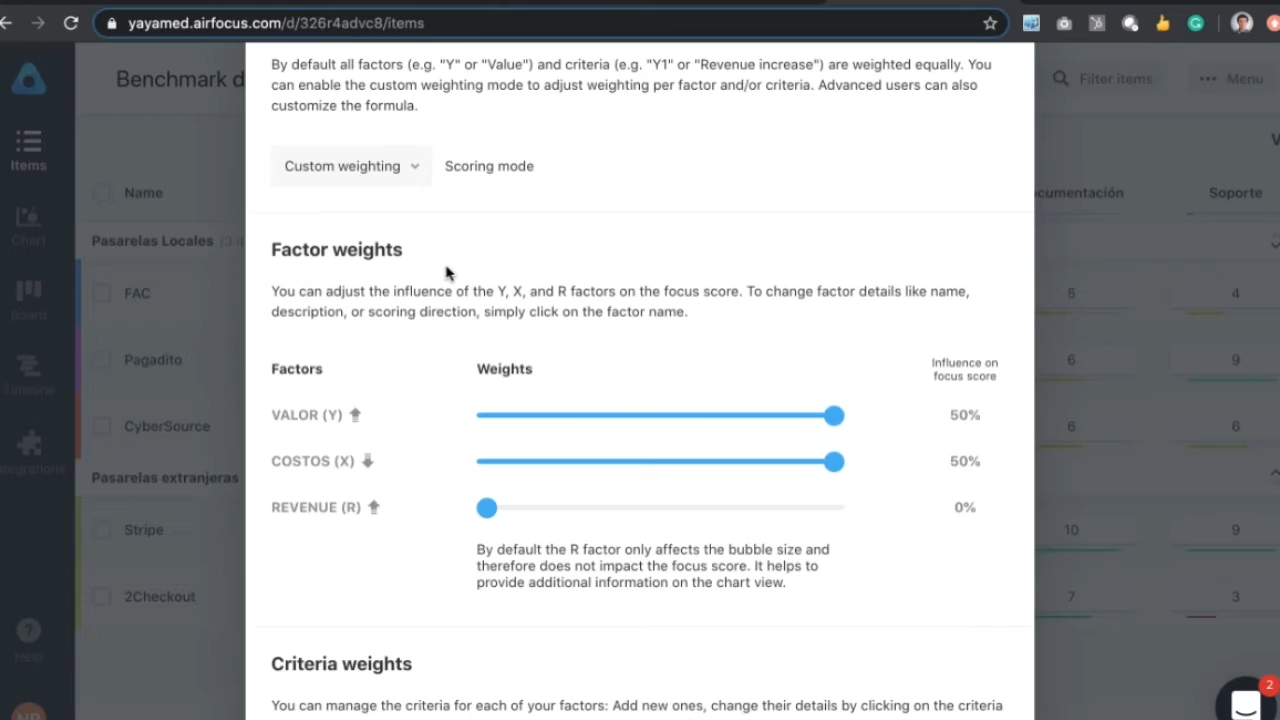 yayamed.airfocus.com/d/326r4advc8/items
Benchmark d
Filter items
Menu
Items
Chart
Board
Timeline
Help
Name
Pasarelas Locales
FAC
Pagadito
CyberSource
Pasarelas extranjeras
Stripe
2Checkout
By default all factors (e.g. "Y" or "Value") and criteria (e.g. "Y1" or "Revenue increase") are weighted equally. You
can enable the custom weighting mode to adjust weighting per factor and/or criteria. Advanced users can also
customize the formula.
Custom weighting Scoring mode
Factor weights
You can adjust the influence of the Y, X, and R factors on the focus score. To change factor details like name,
description, or scoring direction, simply click on the factor name.
Factors Weights Influence on
focus score
VALOR (Y) 50%
COSTOS (X) 50%
REVENUE (R) 0%
By default the R factor only affects the bubble size and
therefore does not impact the focus score. It helps to
provide additional information on the chart view.
Criteria weights
You can manage the criteria for each of your factors: Add new ones, change their details by clicking on the criteria
cumentación Soporte
5 4
6 9
6 6
10 9
7 3
2